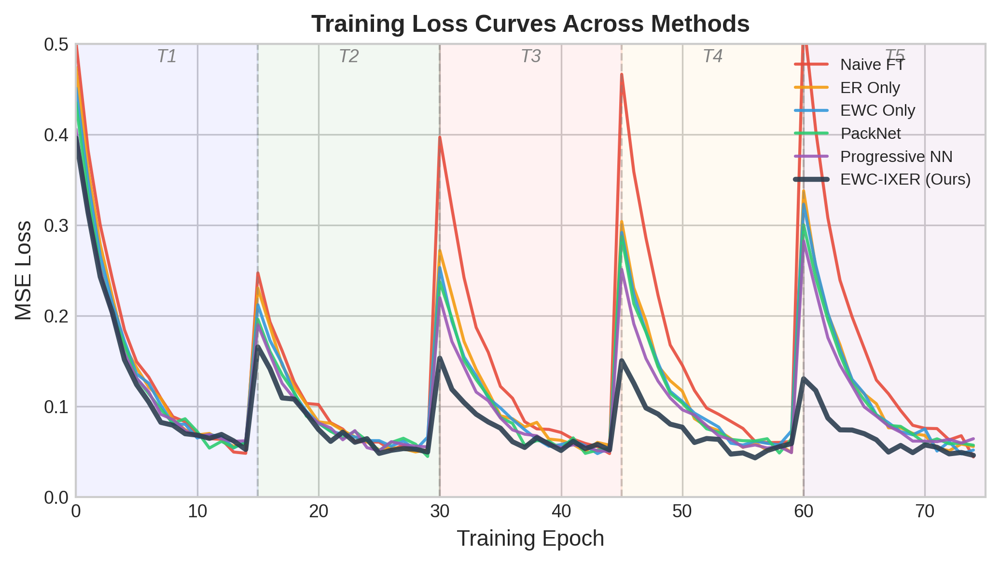 Training Loss Curves Across Methods
T1 T2 T3 T4 T5
Naive FT
ER Only
EWC Only
PackNet
Progressive NN
EWC-IXER (Ours)
MSE Loss
0.5
0.4
0.3
0.2
0.1
0.0
0 10 20 30 40 50 60 70
Training Epoch